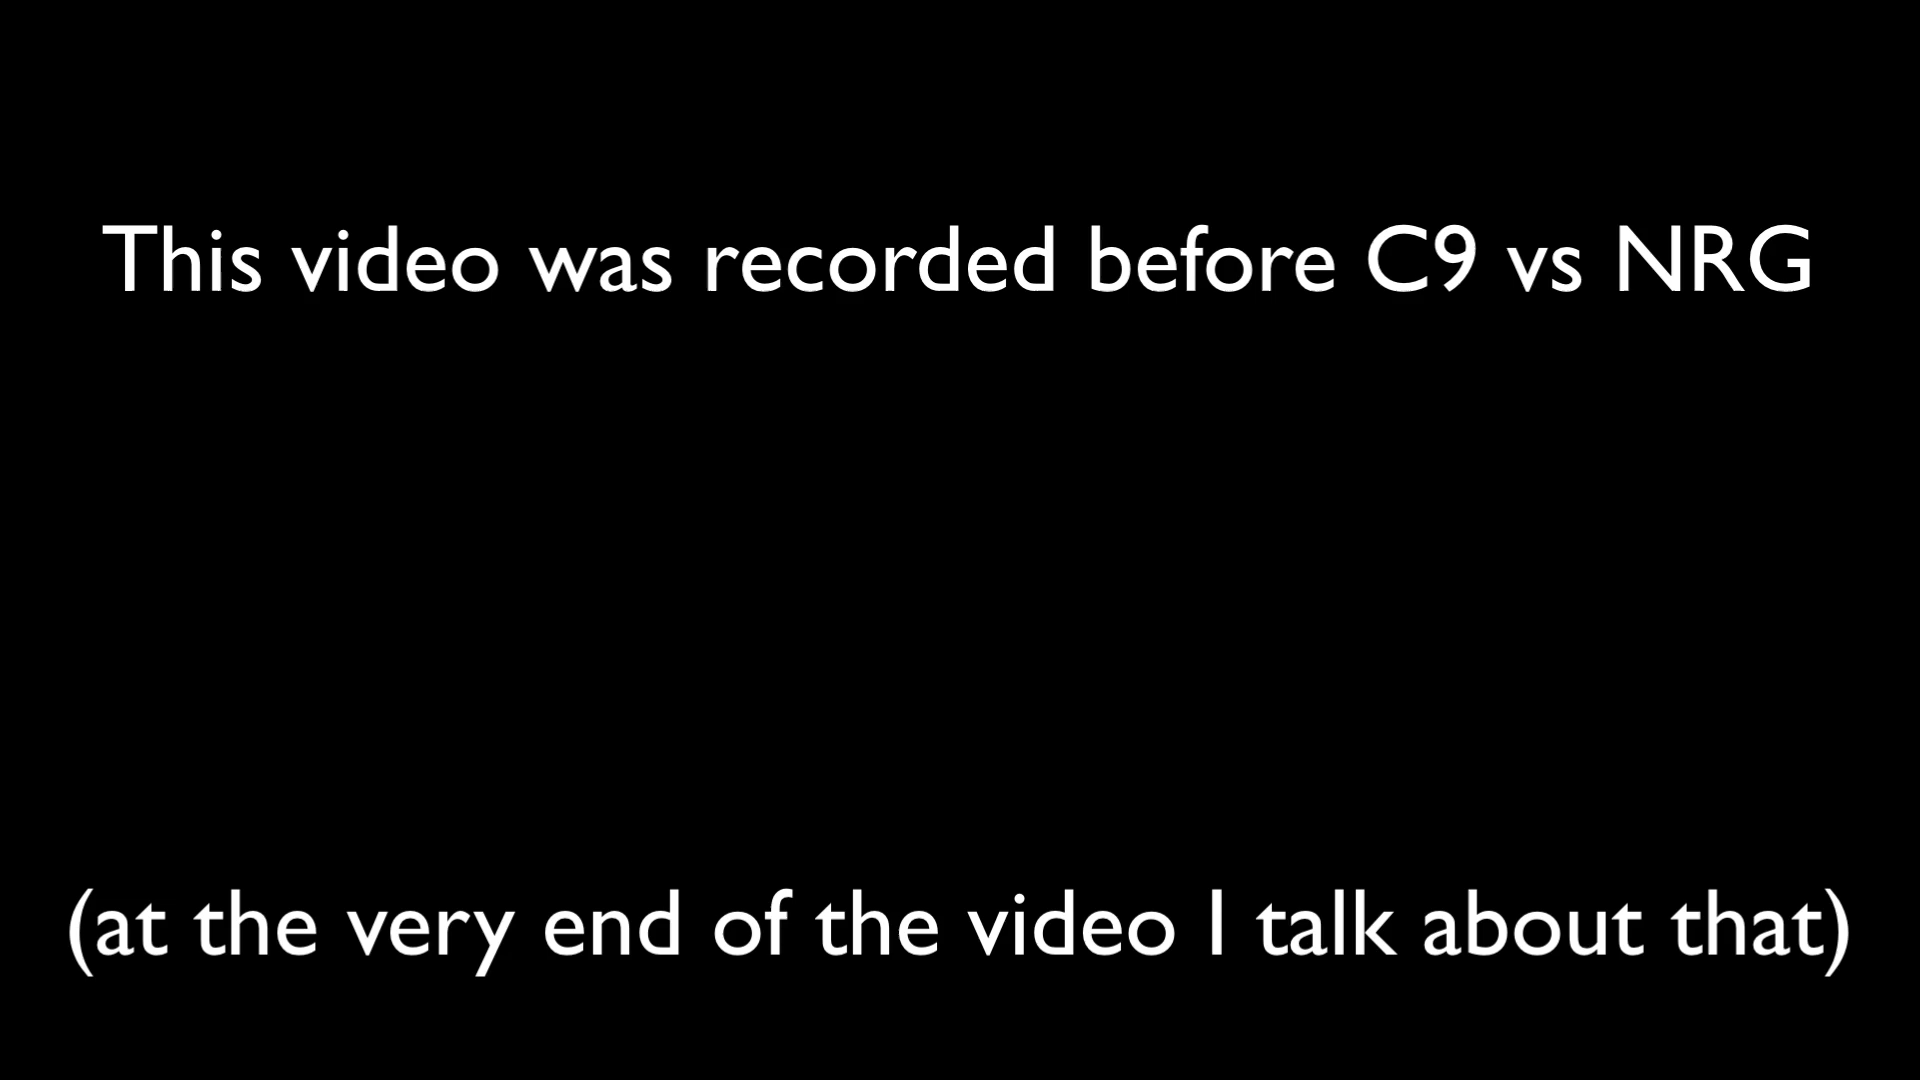 This video was recorded before C9 vs NRG
(at the very end of the video I talk about that)